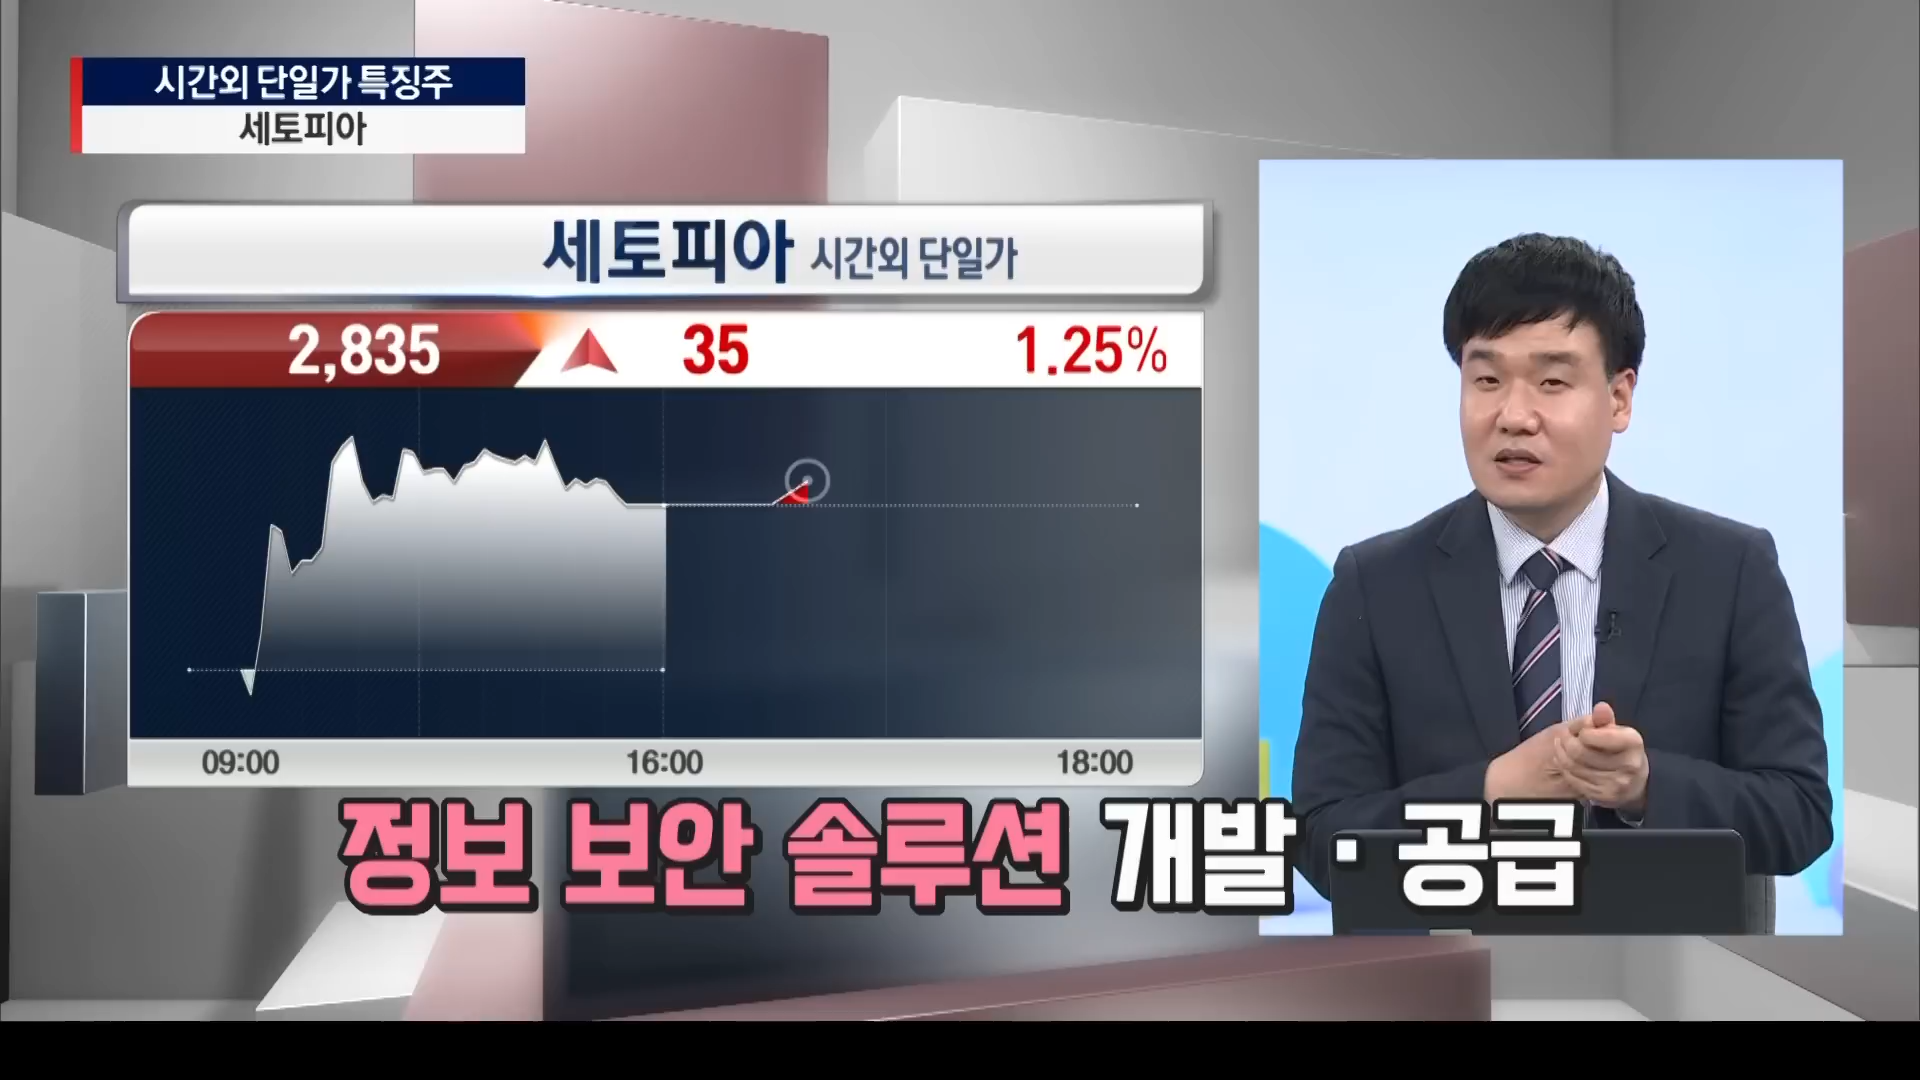 시간외 단일가 특징주
세토피아
세토피아 시간외 단일가
2,835 35 1.25%
09:00 16:00 18:00
정보 보안 솔루션 개발·공급